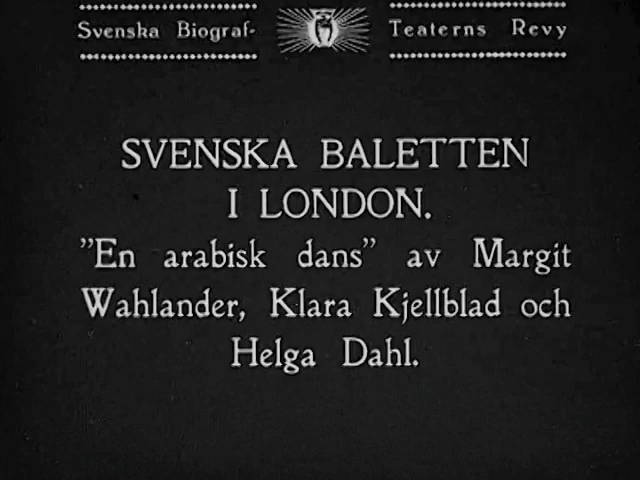 Svenska Biograf- Teaterns Revy
SVENSKA BALETTEN
I LONDON.
”En arabisk dans” av Margit
Wahlander, Klara Kjellblad och
Helga Dahl.